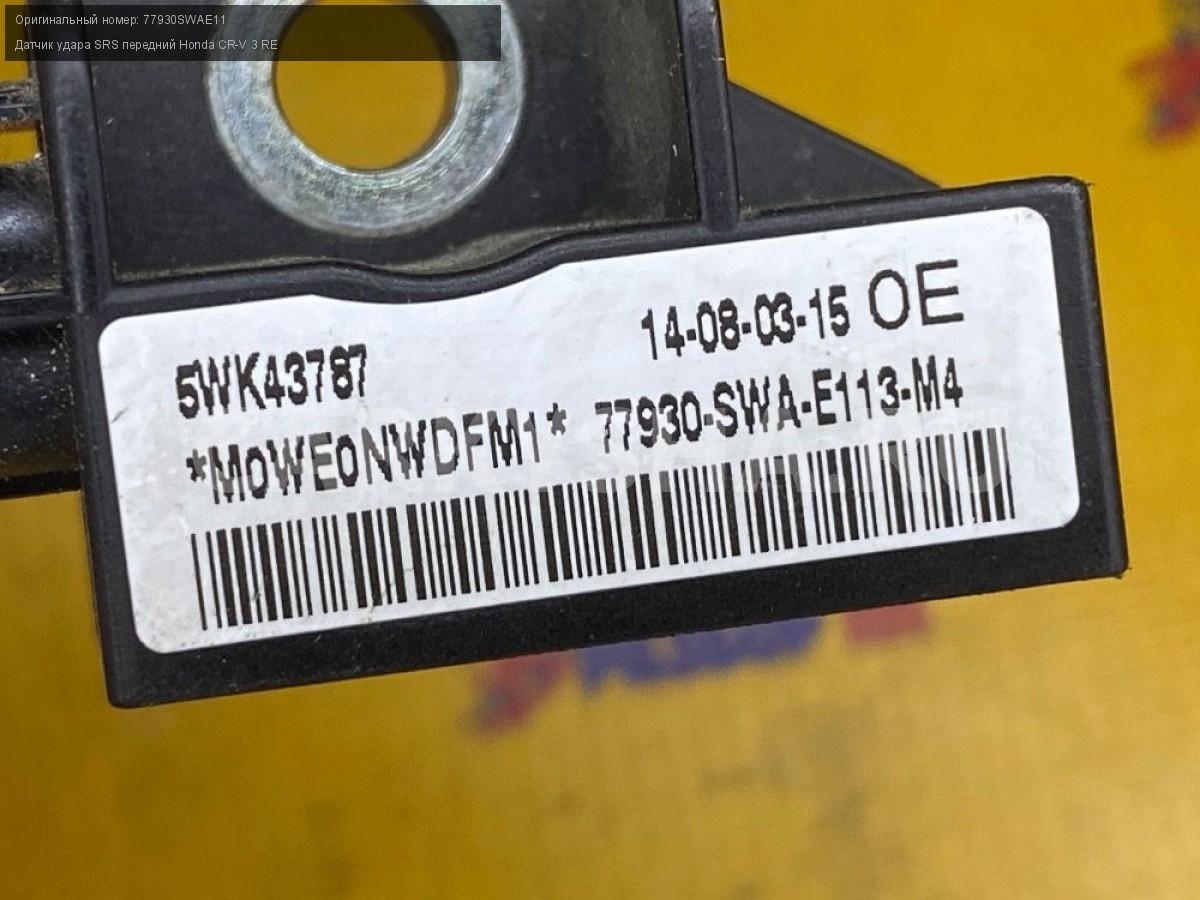 Оригинальный номер: 77930SWAE11
Датчик удара SRS передний Honda CR-V 3 RE
14-08-03-15 OE
5WK43787
*M0WE0NWDFM1* 77930-SWA-E113-M4